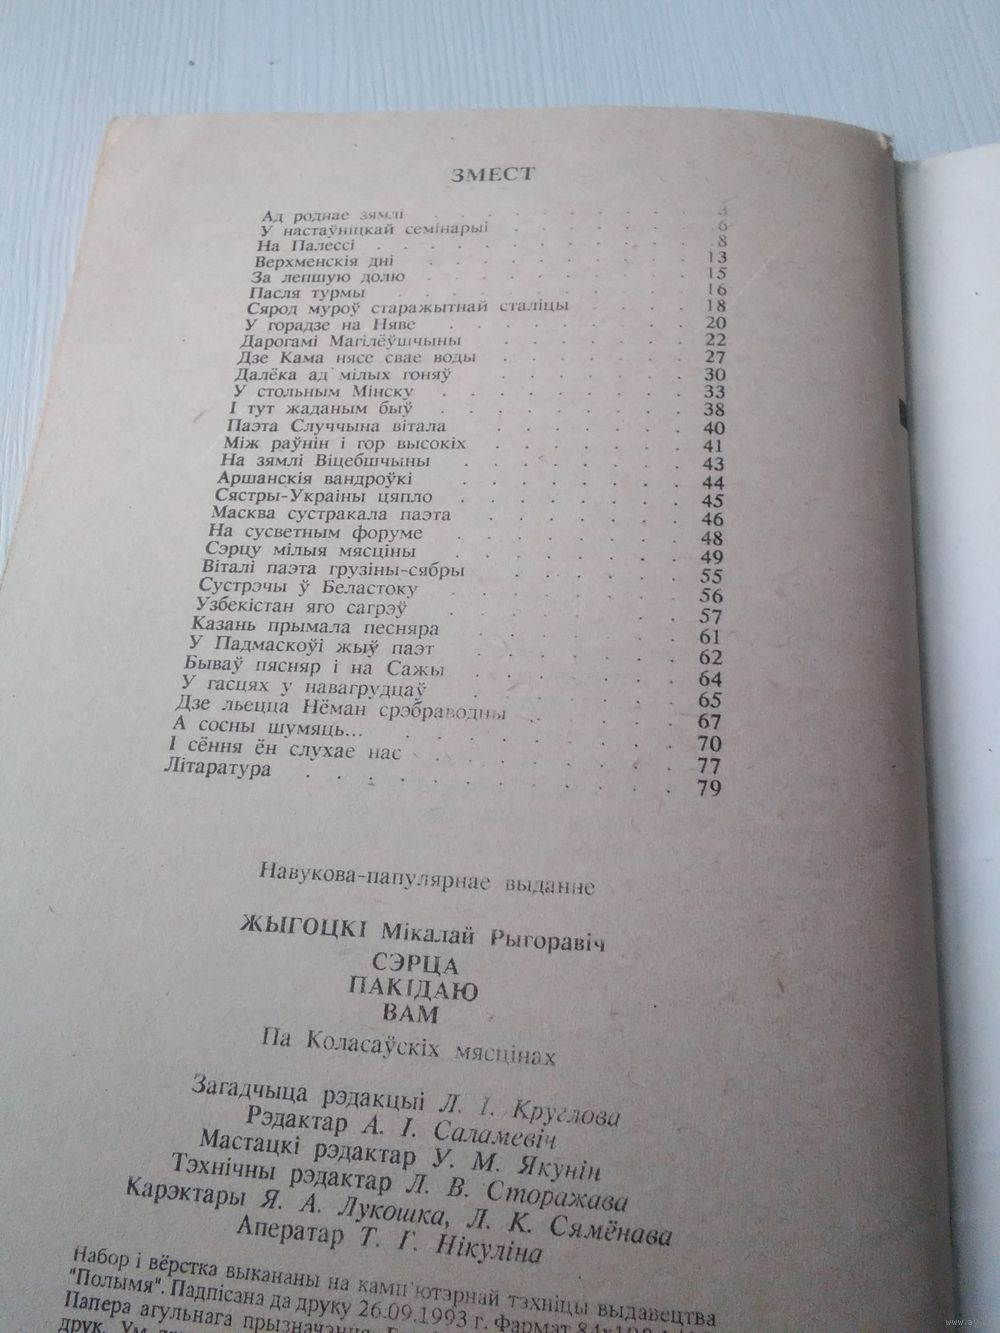 ЗМЕСТ
Ад роднае зямлі . . . . . . . . 3
У настаўніцкай семінарыі . . . . . . 6
На Палессі . . . . . . . . . 8
Верхменскія дні . . . . . . . . 13
За лепшую долю . . . . . . . . 15
Пасля турмы . . . . . . . . 16
Сярод муроў старажытнай сталіцы . . . . 18
У горадзе на Няве . . . . . . . 20
Дарогамі Магілёўшчыны . . . . . . 22
Дзе Кама нясе свае воды . . . . . . 27
Далёка ад мілых гоняў . . . . . . 30
У стольным Мінску . . . . . . . 33
І тут жаданым быў . . . . . . . 38
Паэта Случчына вітала . . . . . . 40
Між раўнін і гор высокіх . . . . . . 41
На зямлі Віцебшчыны . . . . . . . 43
Аршанскія вандроўкі . . . . . . . 44
Сястры-Украіны цяпло . . . . . . . 45
Масква сустракала паэта . . . . . . 46
На сусветным форуме . . . . . . . 48
Сэрцу мілыя мясціны . . . . . . . 49
Віталі паэта грузіны-сябры . . . . . . 55
Сустрэчы ў Беластоку . . . . . . . 56
Узбекістан яго сагрэў . . . . . . . 57
Казань прымала песняра . . . . . . 61
У Падмаскоўі жыў паэт . . . . . . 62
Бываў пясняр і на Сажы . . . . . . 64
У гасцях у навагрудцаў . . . . . . 65
Дзе льецца Нёман срэбраводны . . . . . 67
А сосны шумяць... . . . . . . . . 70
І сёння ён слухае нас . . . . . . . 77
Літаратура . . . . . . . . . . 79
Навукова-папулярнае выданне
ЖЫГОЦКІ Мікалай Рыгоравіч
СЭРЦА
ПАКІДАЮ
ВАМ
Па Коласаўскіх мясцінах
Загадчыца рэдакцыі Л. І. Круглова
Рэдактар А. І. Саламевіч
Мастацкі рэдактар У. М. Якунін
Тэхнічны рэдактар Л. В. Сторажава
Карэктары Я. А. Лукошка, Л. К. Сямёнава
Аператар Т. Г. Нікуліна
Набор і вёрстка выкананы на камп'ютэрнай тэхніцы выдавецтва
"Полымя". Падпісана да друку 26.09.1993 г. Фармат
Папера агульнага прызначэння.
друк. Ум